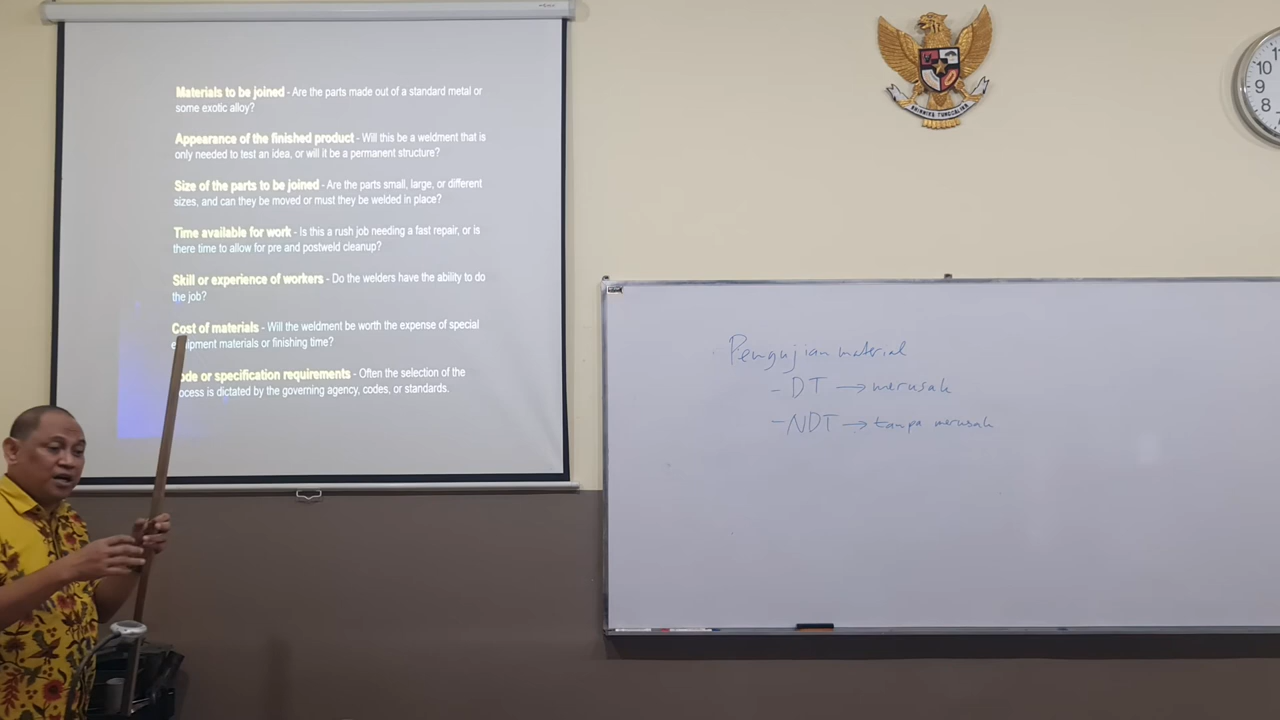 Materials to be joined - Are the parts made out of a standard metal or
some exotic alloy?
Appearance of the finished product - Will this be a weldment that is
only needed to test an idea, or will it be a permanent structure?
Size of the parts to be joined - Are the parts small, large, or different
sizes, and can they be moved or must they be welded in place?
Time available for work - Is this a rush job needing a fast repair, or is
there time to allow for pre and postweld cleanup?
Skill or experience of workers - Do the welders have the ability to do
the job?
Cost of materials - Will the weldment be worth the expense of special
materials or finishing time?
or specification requirements - Often the selection of the
is dictated by the governing agency, codes, or standards.
BHINNEKA TUNGGAL IKA
10
9
8
Pengujian material
- DT → merusak
- NDT → tanpa merusak